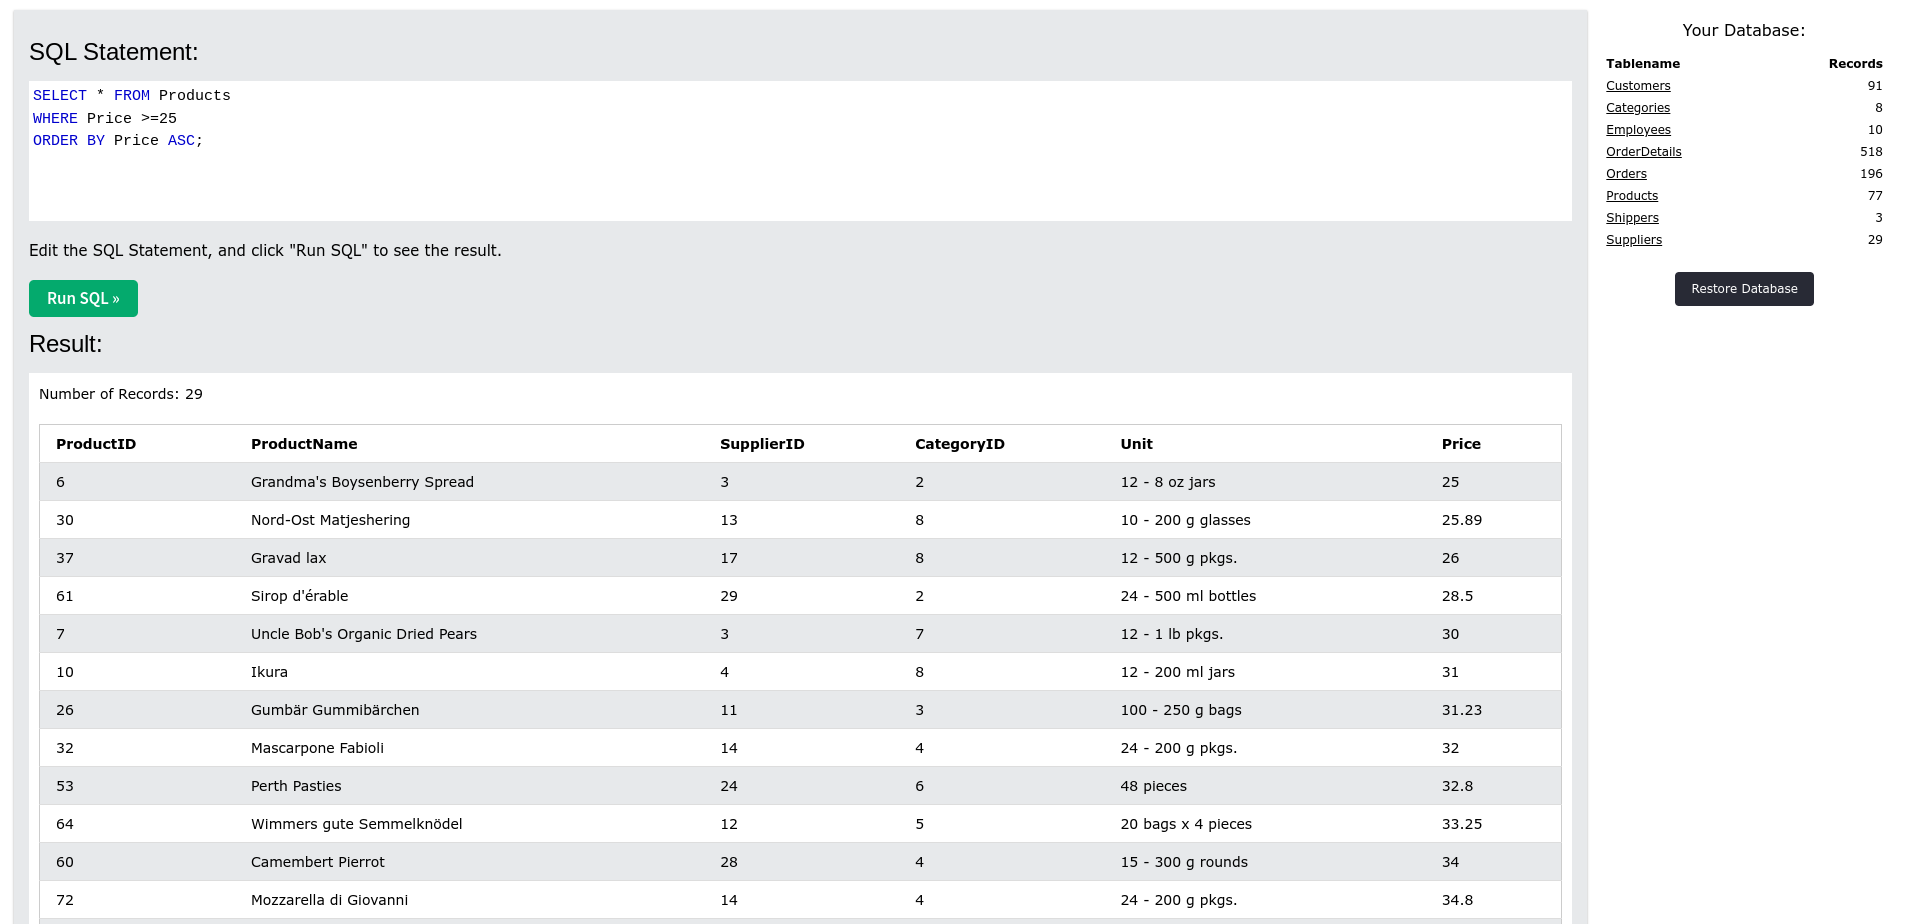 SQL Statement:
SELECT * FROM Products
WHERE Price >=25
ORDER BY Price ASC;
Edit the SQL Statement, and click "Run SQL" to see the result.
Run SQL »
Result:
Number of Records: 29
ProductID ProductName SupplierID CategoryID Unit Price
6 Grandma's Boysenberry Spread 3 2 12 - 8 oz jars 25
30 Nord-Ost Matjeshering 13 8 10 - 200 g glasses 25.89
37 Gravad lax 17 8 12 - 500 g pkgs. 26
61 Sirop d'érable 29 2 24 - 500 ml bottles 28.5
7 Uncle Bob's Organic Dried Pears 3 7 12 - 1 lb pkgs. 30
10 Ikura 4 8 12 - 200 ml jars 31
26 Gumbär Gummibärchen 11 3 100 - 250 g bags 31.23
32 Mascarpone Fabioli 14 4 24 - 200 g pkgs. 32
53 Perth Pasties 24 6 48 pieces 32.8
64 Wimmers gute Semmelknödel 12 5 20 bags x 4 pieces 33.25
60 Camembert Pierrot 28 4 15 - 300 g rounds 34
72 Mozzarella di Giovanni 14 4 24 - 200 g pkgs. 34.8
Your Database:
Tablename Records
Customers 91
Categories 8
Employees 10
OrderDetails 518
Orders 196
Products 77
Shippers 3
Suppliers 29
Restore Database